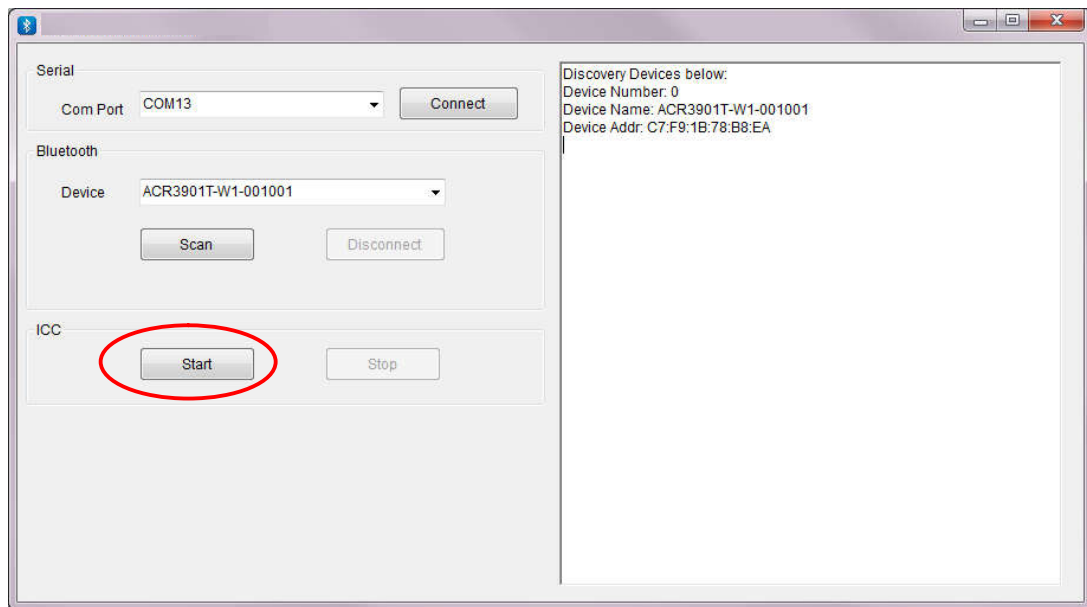 Serial
Com Port COM13 Connect
Bluetooth
Device ACR3901T-W1-001001
Scan Disconnect
ICC
Start Stop
Discovery Devices below:
Device Number: 0
Device Name: ACR3901T-W1-001001
Device Addr: C7:F9:1B:78:B8:EA